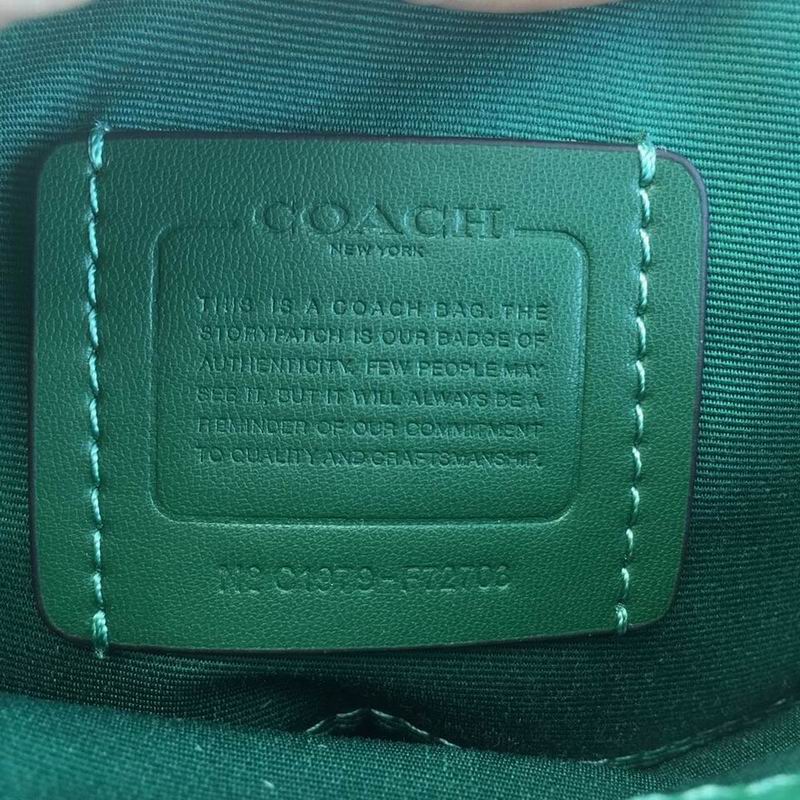 COACH
NEW YORK
THIS IS A COACH BAG. THE
STORYPATCH IS OUR BADGE OF
AUTHENTICITY. FEW PEOPLE MAY
SEE IT, BUT IT WILL ALWAYS BE A
REMINDER OF OUR COMMITMENT
TO QUALITY AND CRAFTSMANSHIP.